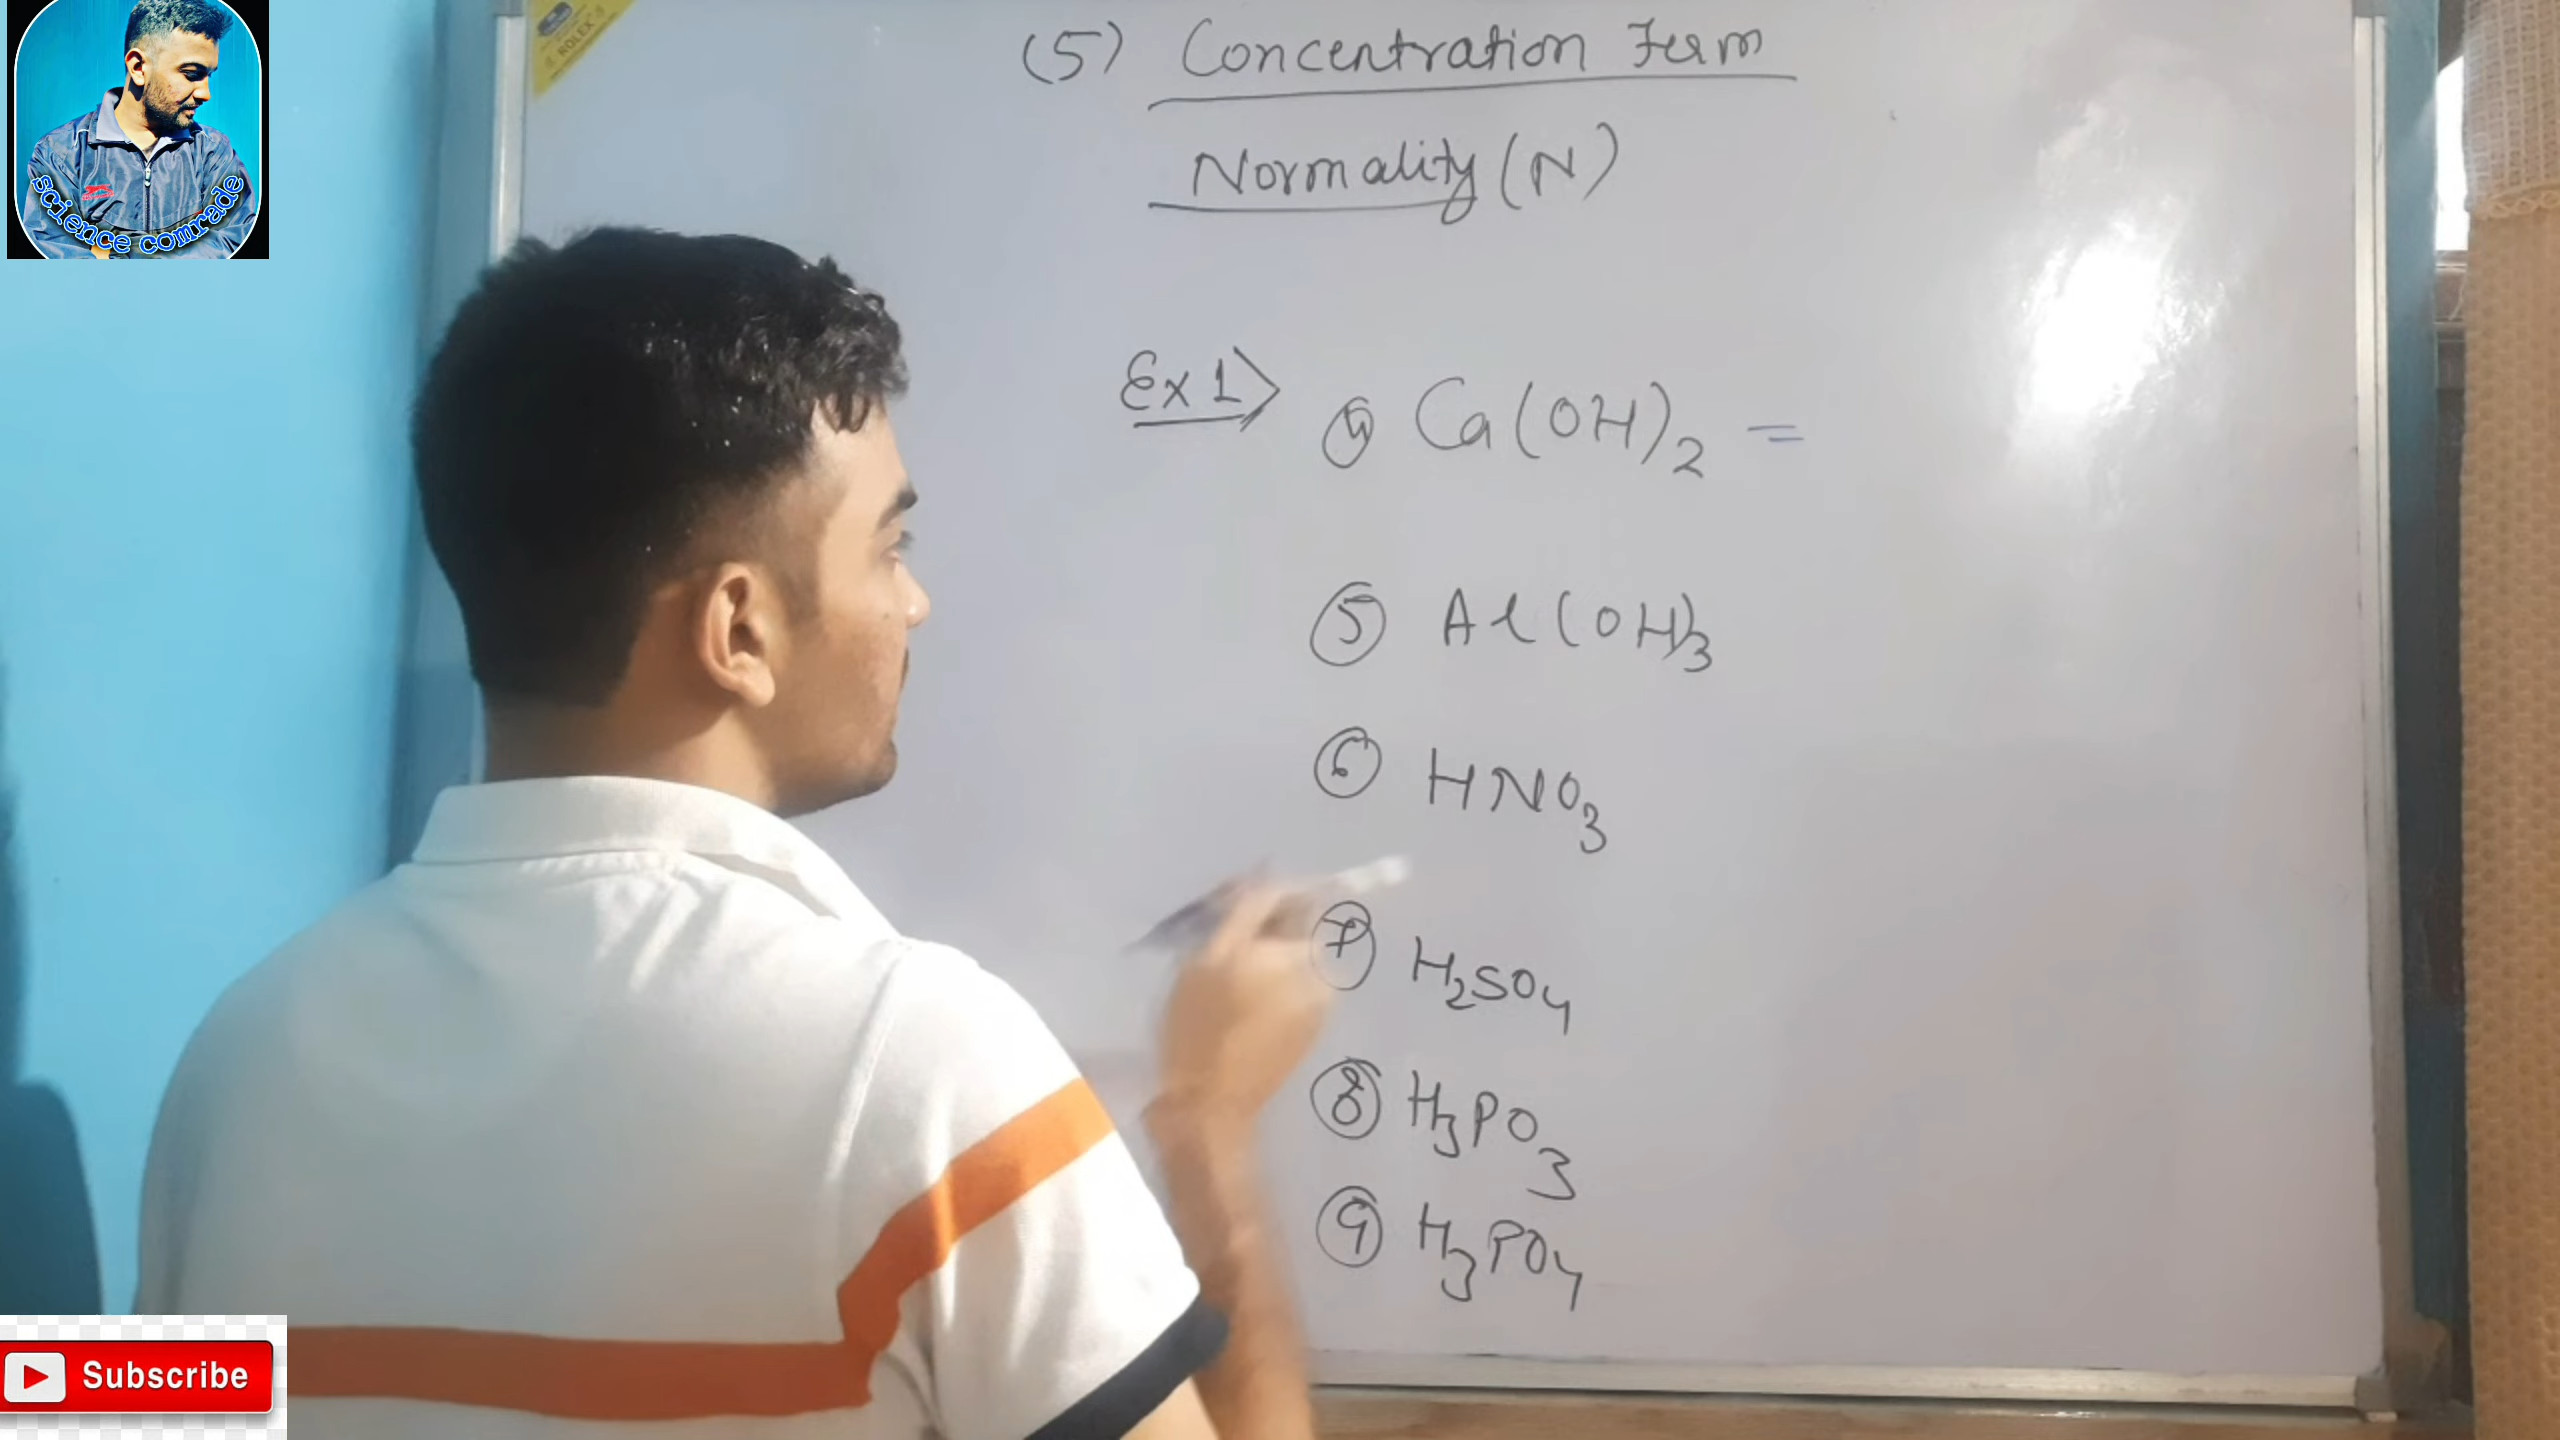 ROLEX
Science comrade
(5) Concentration Term
Normality (N)
Ex 1> ④ Ca(OH)₂ =
⑤ Al(OH)₃
⑥ HNO₃
⑦ H₂SO₄
⑧ H₃PO₃
⑨ H₃PO₄
Subscribe